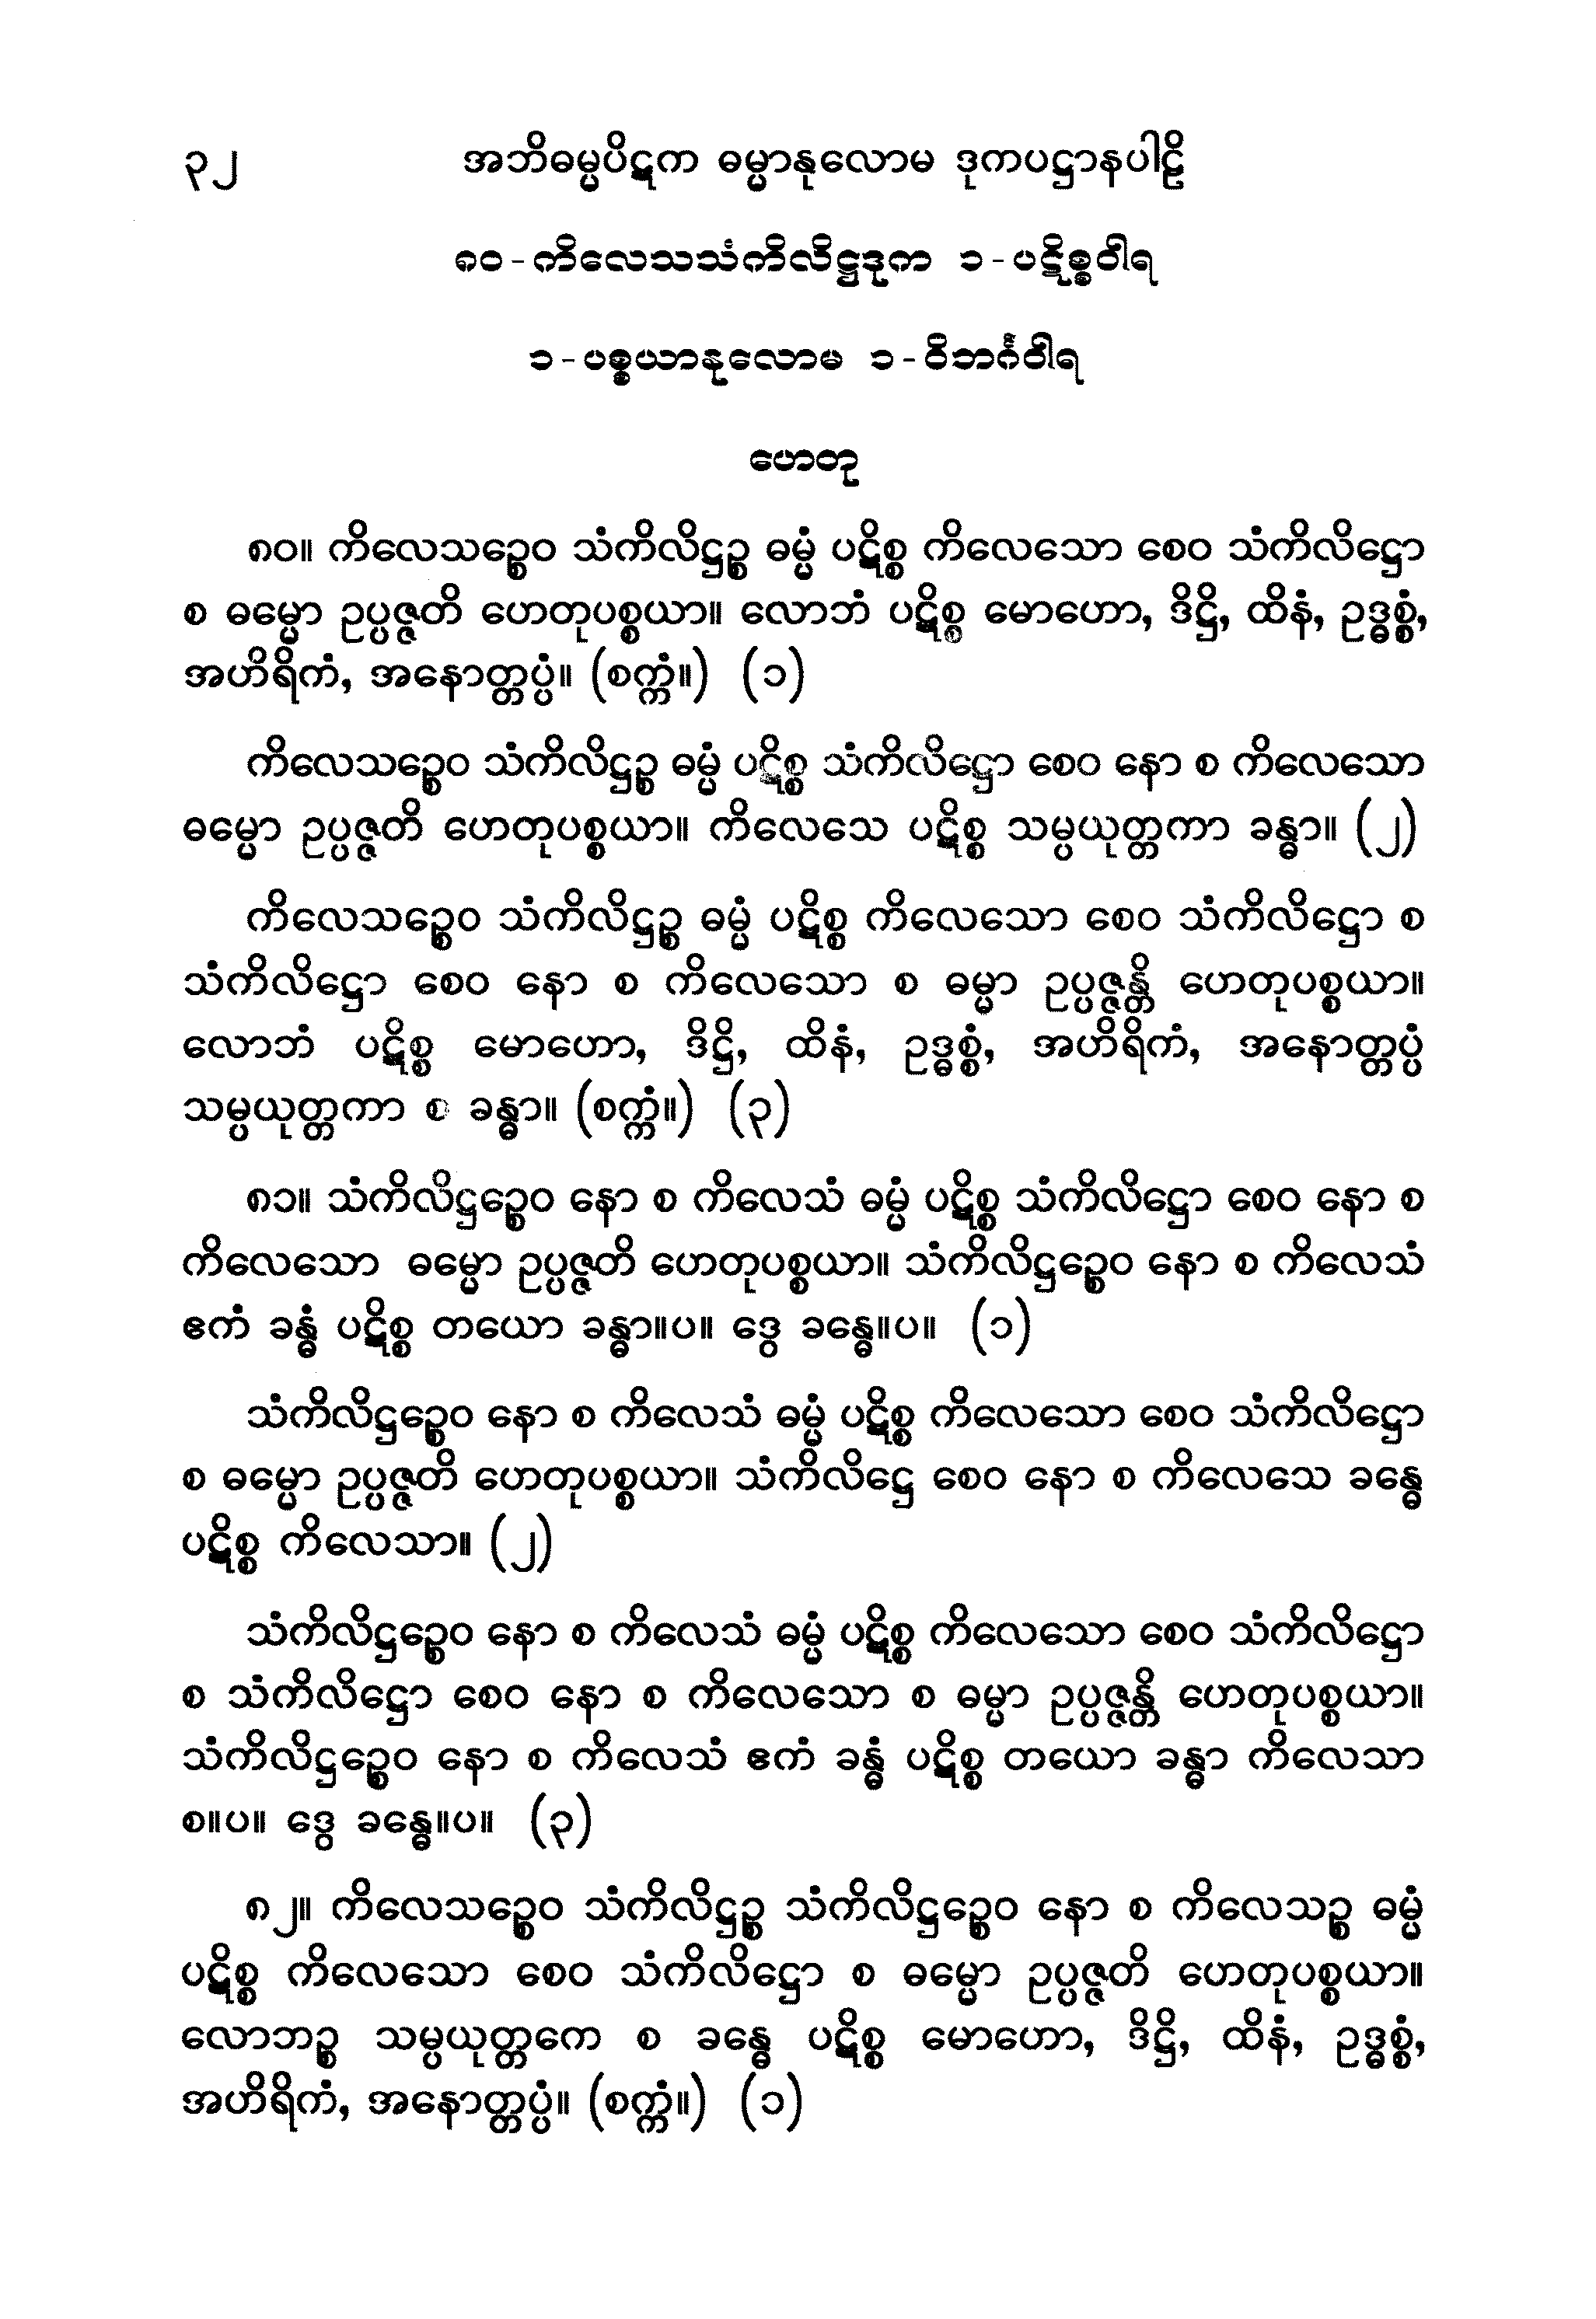 ၃၂ အဘိဓမ္မပိဋက ဓမ္မာနုလောမ ဒုကပဋ္ဌာနပါဠိ
၈၀-ကိလေသသံကိလိဋ္ဌဒုက ၁-ပဋိစ္စဝါရ
၁-ပစ္စယာနုလောမ ၁-ဝိဘင်္ဂဝါရ
ဟေတု
၈၀။ ကိလေသဉ္စေဝ သံကိလိဋ္ဌဉ္စ ဓမ္မံ ပဋိစ္စ ကိလေသော စေဝ သံကိလိဋ္ဌော
စ ဓမ္မော ဥပ္ပဇ္ဇတိ ဟေတုပစ္စယာ။ လောဘံ ပဋိစ္စ မောဟော, ဒိဋ္ဌိ, ထိနံ, ဥဒ္ဓစ္စံ,
အဟိရိကံ, အနောတ္တပ္ပံ။ (စက္ကံ။) (၁)
ကိလေသဉ္စေဝ သံကိလိဋ္ဌဉ္စ ဓမ္မံ ပဋိစ္စ သံကိလိဋ္ဌော စေဝ နော စ ကိလေသော
ဓမ္မော ဥပ္ပဇ္ဇတိ ဟေတုပစ္စယာ။ ကိလေသေ ပဋိစ္စ သမ္ပယုတ္တကာ ခန္ဓာ။ (၂)
ကိလေသဉ္စေဝ သံကိလိဋ္ဌဉ္စ ဓမ္မံ ပဋိစ္စ ကိလေသော စေဝ သံကိလိဋ္ဌော စ
သံကိလိဋ္ဌော စေဝ နော စ ကိလေသော စ ဓမ္မာ ဥပ္ပဇ္ဇန္တိ ဟေတုပစ္စယာ။
လောဘံ ပဋိစ္စ မောဟော, ဒိဋ္ဌိ, ထိနံ, ဥဒ္ဓစ္စံ, အဟိရိကံ, အနောတ္တပ္ပံ
သမ္ပယုတ္တကာ စ ခန္ဓာ။ (စက္ကံ။) (၃)
၈၁။ သံကိလိဋ္ဌဉ္စေဝ နော စ ကိလေသံ ဓမ္မံ ပဋိစ္စ သံကိလိဋ္ဌော စေဝ နော စ
ကိလေသော ဓမ္မော ဥပ္ပဇ္ဇတိ ဟေတုပစ္စယာ။ သံကိလိဋ္ဌဉ္စေဝ နော စ ကိလေသံ
ဧကံ ခန္ဓံ ပဋိစ္စ တယော ခန္ဓာ။ပ။ ဒွေ ခန္ဓေ။ပ။ (၁)
သံကိလိဋ္ဌဉ္စေဝ နော စ ကိလေသံ ဓမ္မံ ပဋိစ္စ ကိလေသော စေဝ သံကိလိဋ္ဌော
စ ဓမ္မော ဥပ္ပဇ္ဇတိ ဟေတုပစ္စယာ။ သံကိလိဋ္ဌေ စေဝ နော စ ကိလေသေ ခန္ဓေ
ပဋိစ္စ ကိလေသာ။ (၂)
သံကိလိဋ္ဌဉ္စေဝ နော စ ကိလေသံ ဓမ္မံ ပဋိစ္စ ကိလေသော စေဝ သံကိလိဋ္ဌော
စ သံကိလိဋ္ဌော စေဝ နော စ ကိလေသော စ ဓမ္မာ ဥပ္ပဇ္ဇန္တိ ဟေတုပစ္စယာ။
သံကိလိဋ္ဌဉ္စေဝ နော စ ကိလေသံ ဧကံ ခန္ဓံ ပဋိစ္စ တယော ခန္ဓာ ကိလေသာ
စ။ပ။ ဒွေ ခန္ဓေ။ပ။ (၃)
၈၂။ ကိလေသဉ္စေဝ သံကိလိဋ္ဌဉ္စ သံကိလိဋ္ဌဉ္စေဝ နော စ ကိလေသဉ္စ ဓမ္မံ
ပဋိစ္စ ကိလေသော စေဝ သံကိလိဋ္ဌော စ ဓမ္မော ဥပ္ပဇ္ဇတိ ဟေတုပစ္စယာ။
လောဘဉ္စ သမ္ပယုတ္တကေ စ ခန္ဓေ ပဋိစ္စ မောဟော, ဒိဋ္ဌိ, ထိနံ, ဥဒ္ဓစ္စံ,
အဟိရိကံ, အနောတ္တပ္ပံ။ (စက္ကံ။) (၁)